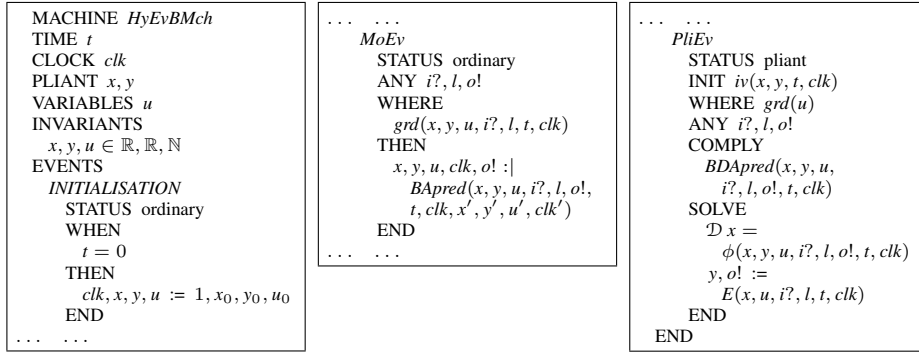 MACHINE HyEvBMch
TIME t
CLOCK clk
PLIANT x, y
VARIABLES u
INVARIANTS
x, y, u ∈ ℝ, ℝ, ℕ
EVENTS
INITIALISATION
STATUS ordinary
WHEN
t = 0
THEN
clk, x, y, u := 1, x₀, y₀, u₀
END
... ...
... ...
MoEv
STATUS ordinary
ANY i?, l, o!
WHERE
grd(x, y, u, i?, l, t, clk)
THEN
x, y, u, clk, o! :|
BApred(x, y, u, i?, l, o!,
t, clk, x′, y′, u′, clk′)
END
... ...
... ...
PliEv
STATUS pliant
INIT iv(x, y, t, clk)
WHERE grd(u)
ANY i?, l, o!
COMPLY
BDApred(x, y, u,
i?, l, o!, t, clk)
SOLVE
𝒟 x =
ϕ(x, y, u, i?, l, o!, t, clk)
y, o! :=
E(x, u, i?, l, t, clk)
END
END